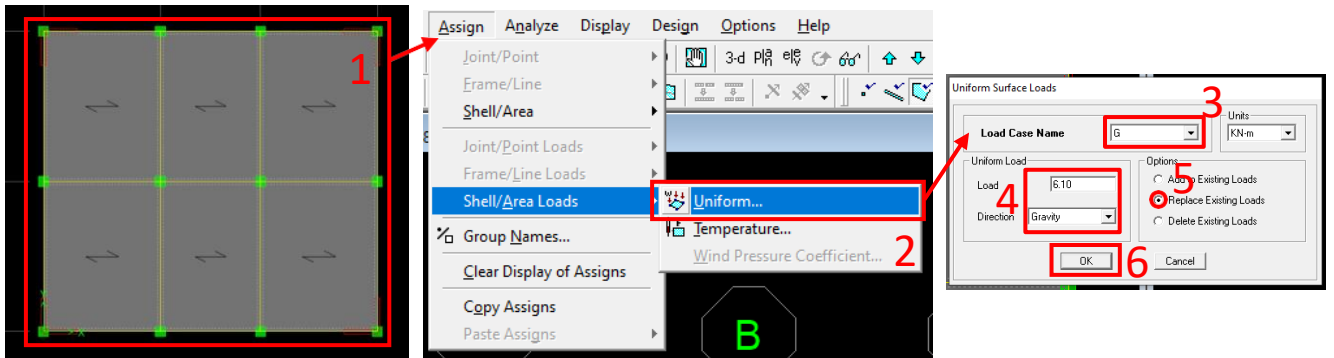 1
Y
X
Assign Analyze Display Design Options Help
3-d
Joint/Point
Frame/Line
Shell/Area
Joint/Point Loads
Frame/Line Loads
Shell/Area Loads
Uniform...
Temperature...
Wind Pressure Coefficient...
2
Group Names...
Clear Display of Assigns
Copy Assigns
Paste Assigns
B
Uniform Surface Loads
3
Load Case Name
G
Units
KN-m
Uniform Load
Load
6.10
4
Direction
Gravity
Options
5
Add to Existing Loads
Replace Existing Loads
Delete Existing Loads
OK
6
Cancel